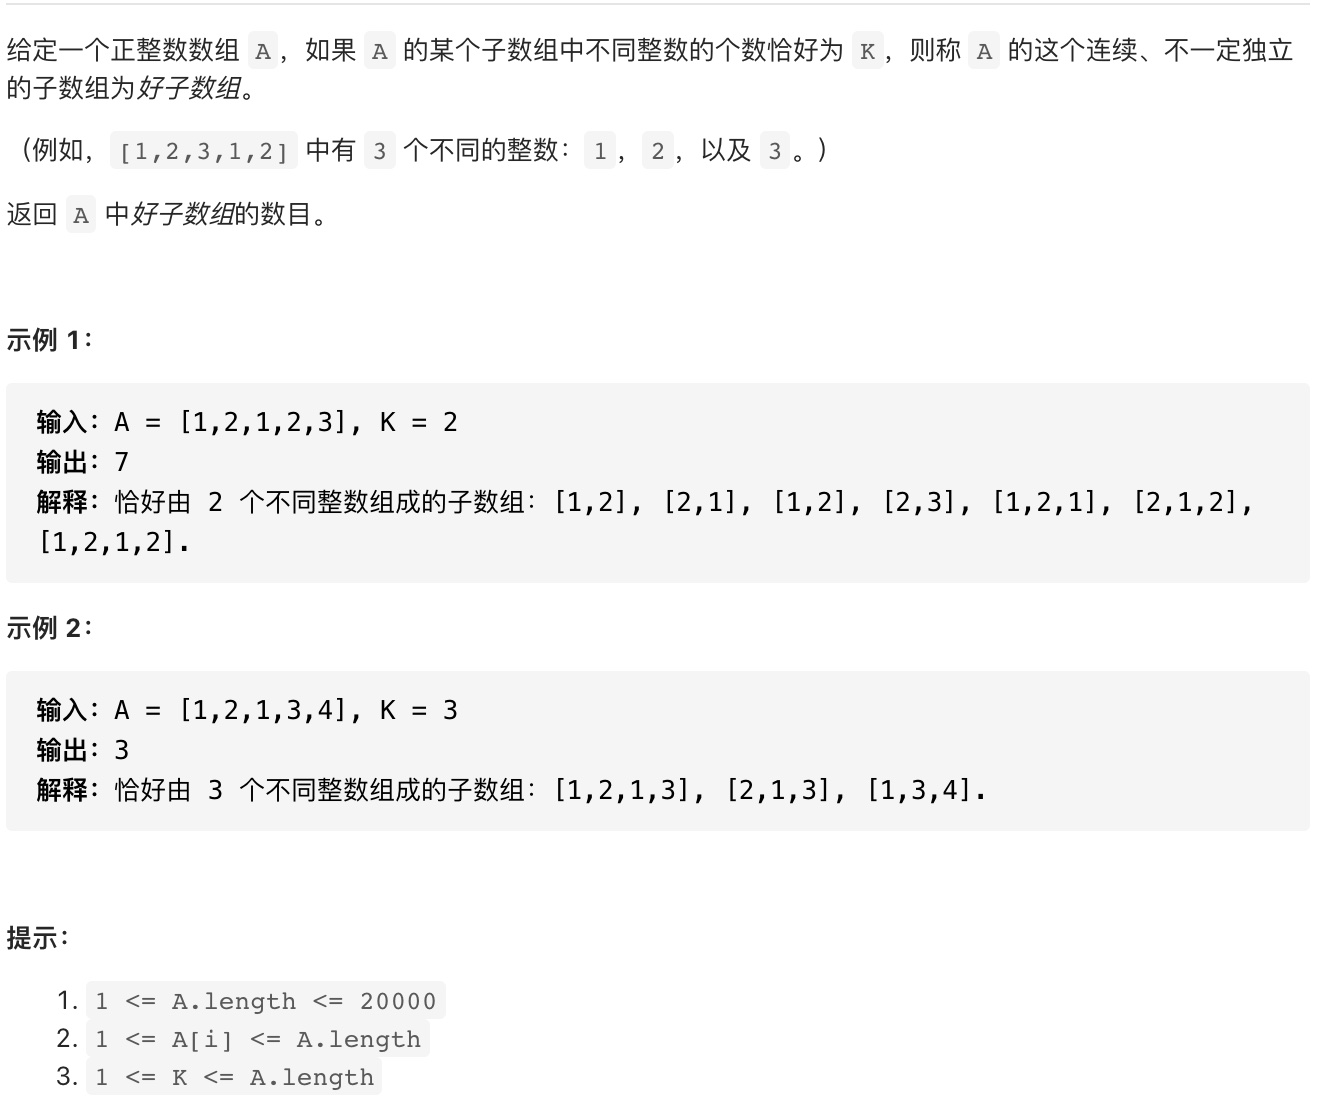 给定一个正整数数组 A，如果 A 的某个子数组中不同整数的个数恰好为 K，则称 A 的这个连续、不一定独立
的子数组为好子数组。
（例如，[1,2,3,1,2] 中有 3 个不同的整数：1，2，以及 3。）
返回 A 中好子数组的数目。
示例 1：
输入：A = [1,2,1,2,3], K = 2
输出：7
解释：恰好由 2 个不同整数组成的子数组：[1,2], [2,1], [1,2], [2,3], [1,2,1], [2,1,2],
[1,2,1,2].
示例 2：
输入：A = [1,2,1,3,4], K = 3
输出：3
解释：恰好由 3 个不同整数组成的子数组：[1,2,1,3], [2,1,3], [1,3,4].
提示：
1. 1 <= A.length <= 20000
2. 1 <= A[i] <= A.length
3. 1 <= K <= A.length